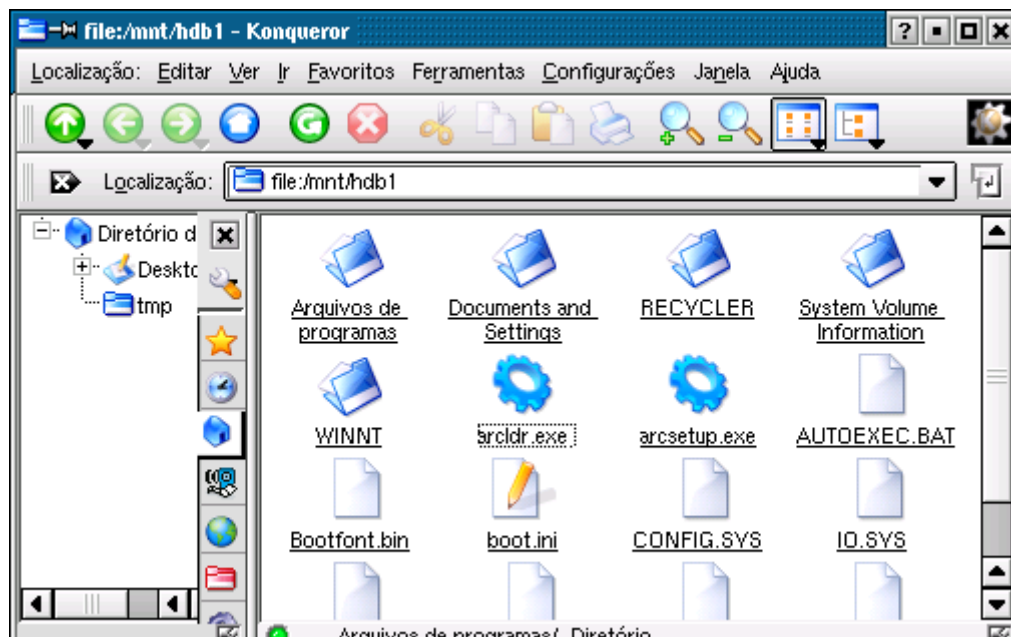 file:/mnt/hdb1 - Konqueror
Localização: Editar Ver Ir Favoritos Ferramentas Configurações Janela Ajuda
Localização: file:/mnt/hdb1
Diretório d
Deskto
tmp
Arquivos de programas
Documents and Settings
RECYCLER
System Volume Information
WINNT
arcldr.exe
arcsetup.exe
AUTOEXEC.BAT
Bootfont.bin
boot.ini
CONFIG.SYS
IO.SYS
Arquivos de programas/ Diretório